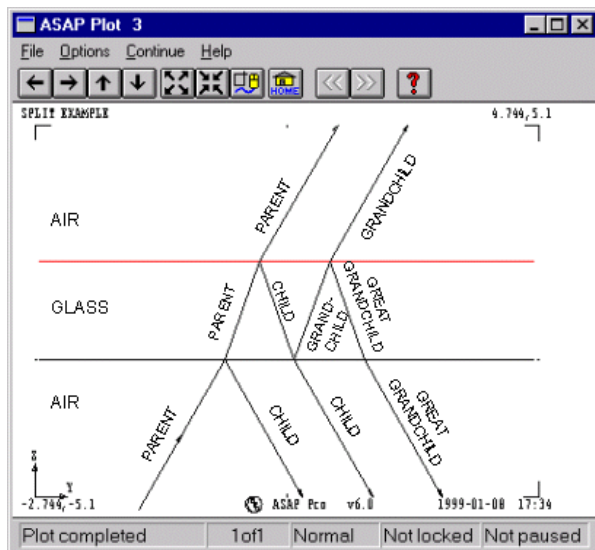 ASAP Plot 3
File Options Continue Help
HOME
?
SPLIT EXAMPLE 4.744,5.1
PARENT
GRANDCHILD
AIR
GLASS
PARENT
CHILD
GRAND-
CHILD
GREAT
GRANDCHILD
AIR
PARENT
CHILD
CHILD
GREAT
GRANDCHILD
Z
Y
-2.744,-5.1 ASAP Pro v6.0 1999-01-08 17:34
Plot completed 1of1 Normal Not locked Not paused